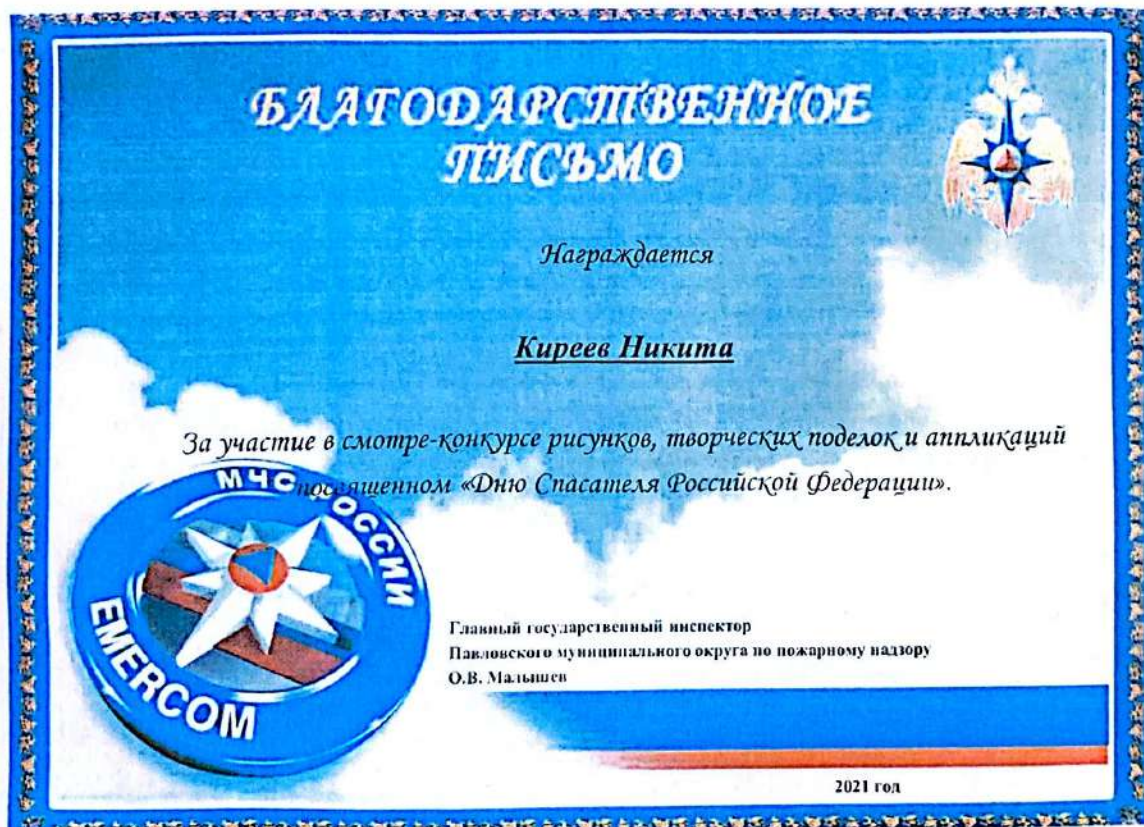 БЛАГОДАРСТВЕННОЕ
ПИСЬМО
Награждается
Киреев Никита
За участие в смотре-конкурсе рисунков, творческих поделок и аппликаций
посвященном «Дню Спасателя Российской Федерации».
МЧС РОССИИ
EMERCOM
Главный государственный инспектор
Павловского муниципального округа по пожарному надзору
О.В. Малышев
2021 год